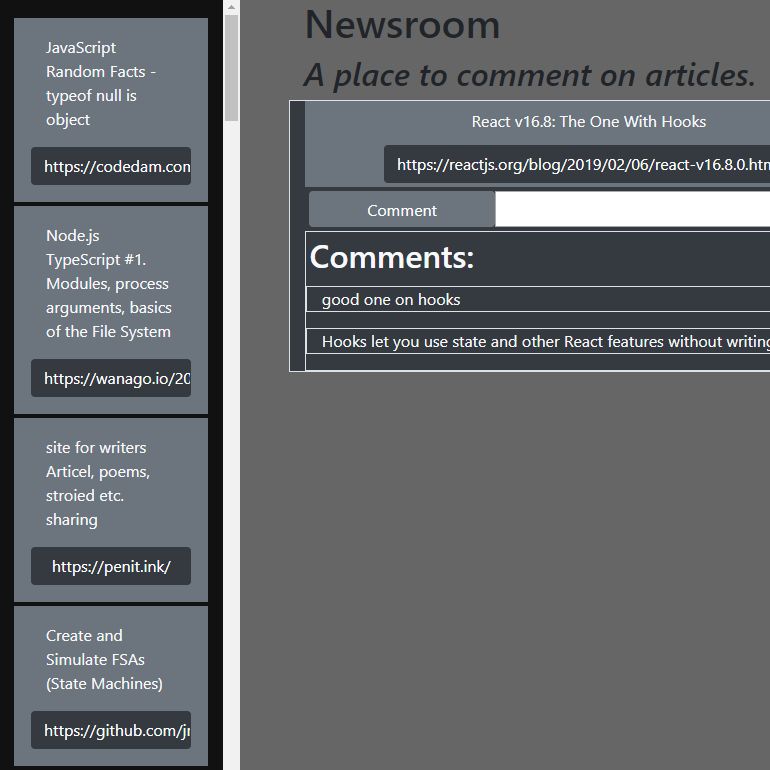 JavaScript
Random Facts -
typeof null is
object
https://codedam.com
Node.js
TypeScript #1.
Modules, process
arguments, basics
of the File System
https://wanago.io/20
site for writers
Articel, poems,
stroied etc.
sharing
https://penit.ink/
Create and
Simulate FSAs
(State Machines)
https://github.com/jr
Newsroom
A place to comment on articles.
React v16.8: The One With Hooks
https://reactjs.org/blog/2019/02/06/react-v16.8.0.htm
Comment
Comments:
good one on hooks
Hooks let you use state and other React features without writing